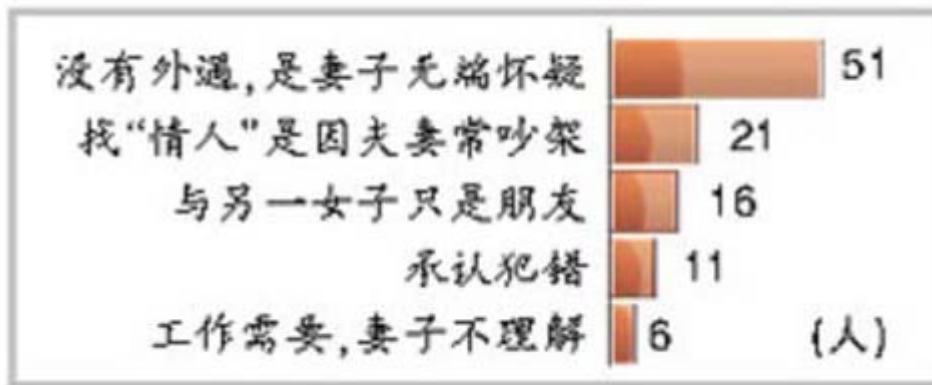 没有外遇,是妻子无端怀疑 51
找“情人”是因夫妻常吵架 21
与另一女子只是朋友 16
承认犯错 11
工作需要,妻子不理解 6 (人)